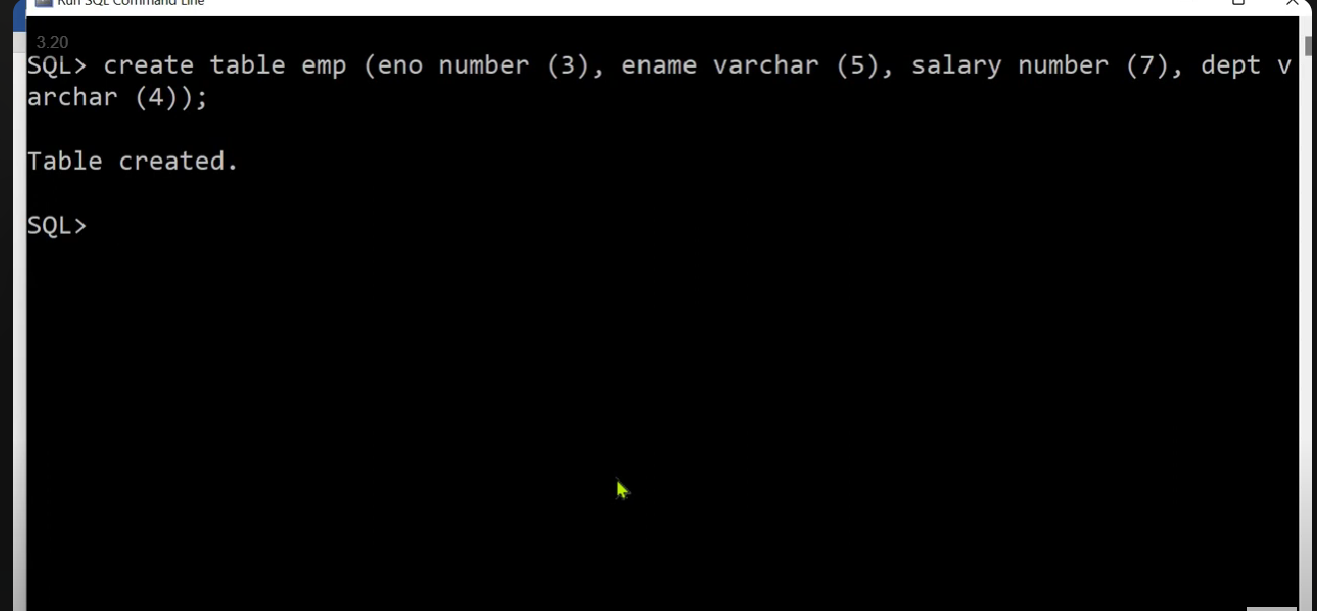 Run SQL Command Line
3.20
SQL> create table emp (eno number (3), ename varchar (5), salary number (7), dept v
archar (4));
Table created.
SQL>